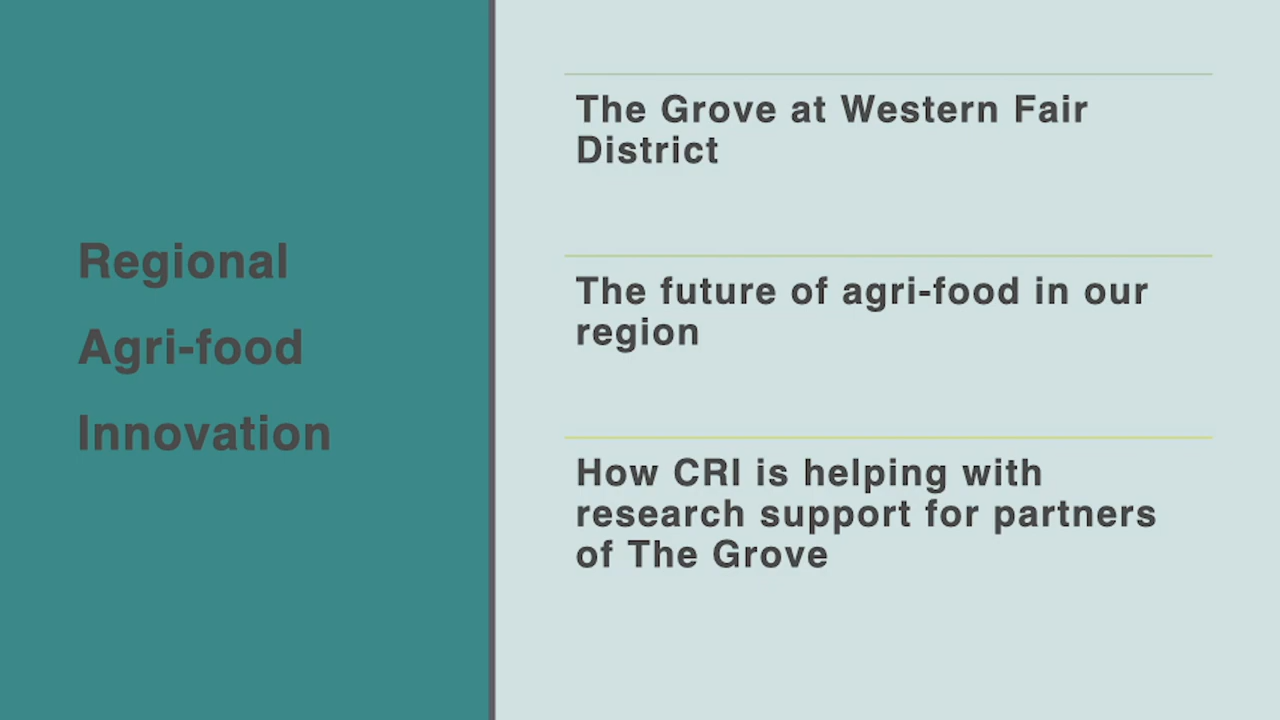 Regional
Agri-food
Innovation
The Grove at Western Fair
District
The future of agri-food in our
region
How CRI is helping with
research support for partners
of The Grove